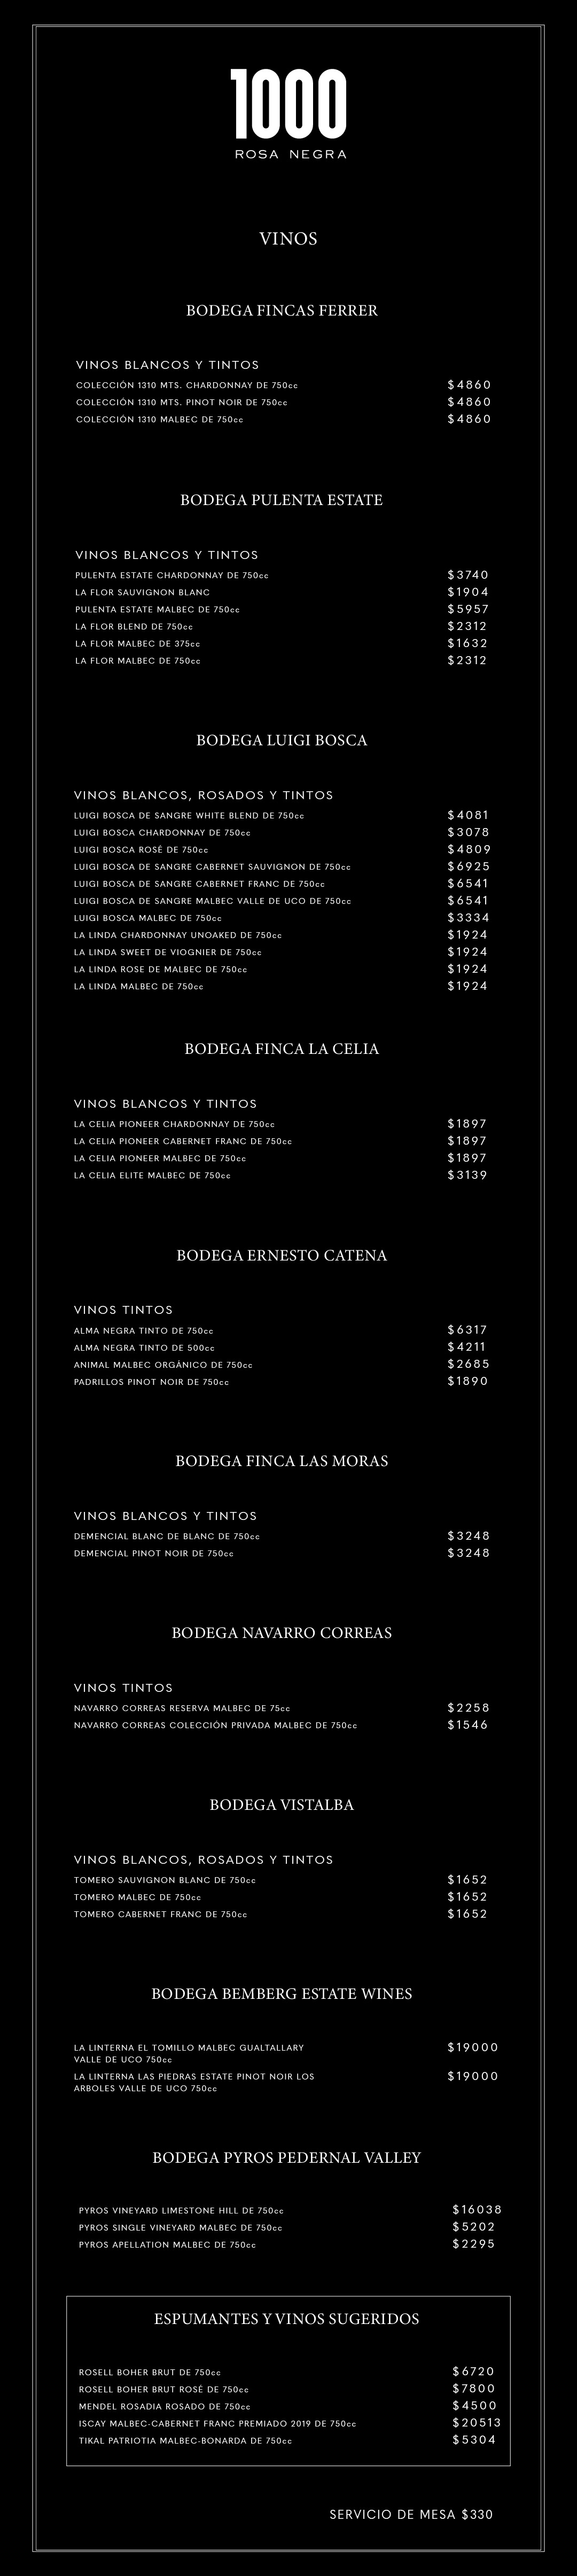 1000
ROSA NEGRA
VINOS
BODEGA FINCAS FERRER
VINOS BLANCOS Y TINTOS
COLECCIÓN 1310 MTS. CHARDONNAY DE 750cc $4860
COLECCIÓN 1310 MTS. PINOT NOIR DE 750cc $4860
COLECCIÓN 1310 MALBEC DE 750cc $4860
BODEGA PULENTA ESTATE
VINOS BLANCOS Y TINTOS
PULENTA ESTATE CHARDONNAY DE 750cc $3740
LA FLOR SAUVIGNON BLANC $1904
PULENTA ESTATE MALBEC DE 750cc $5957
LA FLOR BLEND DE 750cc $2312
LA FLOR MALBEC DE 375cc $1632
LA FLOR MALBEC DE 750cc $2312
BODEGA LUIGI BOSCA
VINOS BLANCOS, ROSADOS Y TINTOS
LUIGI BOSCA DE SANGRE WHITE BLEND DE 750cc $4081
LUIGI BOSCA CHARDONNAY DE 750cc $3078
LUIGI BOSCA ROSÉ DE 750cc $4809
LUIGI BOSCA DE SANGRE CABERNET SAUVIGNON DE 750cc $6925
LUIGI BOSCA DE SANGRE CABERNET FRANC DE 750cc $6541
LUIGI BOSCA DE SANGRE MALBEC VALLE DE UCO DE 750cc $6541
LUIGI BOSCA MALBEC DE 750cc $3334
LA LINDA CHARDONNAY UNOAKED DE 750cc $1924
LA LINDA SWEET DE VIOGNIER DE 750cc $1924
LA LINDA ROSE DE MALBEC DE 750cc $1924
LA LINDA MALBEC DE 750cc $1924
BODEGA FINCA LA CELIA
VINOS BLANCOS Y TINTOS
LA CELIA PIONEER CHARDONNAY DE 750cc $1897
LA CELIA PIONEER CABERNET FRANC DE 750cc $1897
LA CELIA PIONEER MALBEC DE 750cc $1897
LA CELIA ELITE MALBEC DE 750cc $3139
BODEGA ERNESTO CATENA
VINOS TINTOS
ALMA NEGRA TINTO DE 750cc $6317
ALMA NEGRA TINTO DE 500cc $4211
ANIMAL MALBEC ORGÁNICO DE 750cc $2685
PADRILLOS PINOT NOIR DE 750cc $1890
BODEGA FINCA LAS MORAS
VINOS BLANCOS Y TINTOS
DEMENCIAL BLANC DE BLANC DE 750cc $3248
DEMENCIAL PINOT NOIR DE 750cc $3248
BODEGA NAVARRO CORREAS
VINOS TINTOS
NAVARRO CORREAS RESERVA MALBEC DE 75cc $2258
NAVARRO CORREAS COLECCIÓN PRIVADA MALBEC DE 750cc $1546
BODEGA VISTALBA
VINOS BLANCOS, ROSADOS Y TINTOS
TOMERO SAUVIGNON BLANC DE 750cc $1652
TOMERO MALBEC DE 750cc $1652
TOMERO CABERNET FRANC DE 750cc $1652
BODEGA BEMBERG ESTATE WINES
LA LINTERNA EL TOMILLO MALBEC GUALTALLARY $19000
VALLE DE UCO 750cc
LA LINTERNA LAS PIEDRAS ESTATE PINOT NOIR LOS $19000
ARBOLES VALLE DE UCO 750cc
BODEGA PYROS PEDERNAL VALLEY
PYROS VINEYARD LIMESTONE HILL DE 750cc $16038
PYROS SINGLE VINEYARD MALBEC DE 750cc $5202
PYROS APELLATION MALBEC DE 750cc $2295
ESPUMANTES Y VINOS SUGERIDOS
ROSELL BOHER BRUT DE 750cc $6720
ROSELL BOHER BRUT ROSÉ DE 750cc $7800
MENDEL ROSADIA ROSADO DE 750cc $4500
ISCAY MALBEC-CABERNET FRANC PREMIADO 2019 DE 750cc $20513
TIKAL PATRIOTIA MALBEC-BONARDA DE 750cc $5304
SERVICIO DE MESA $330